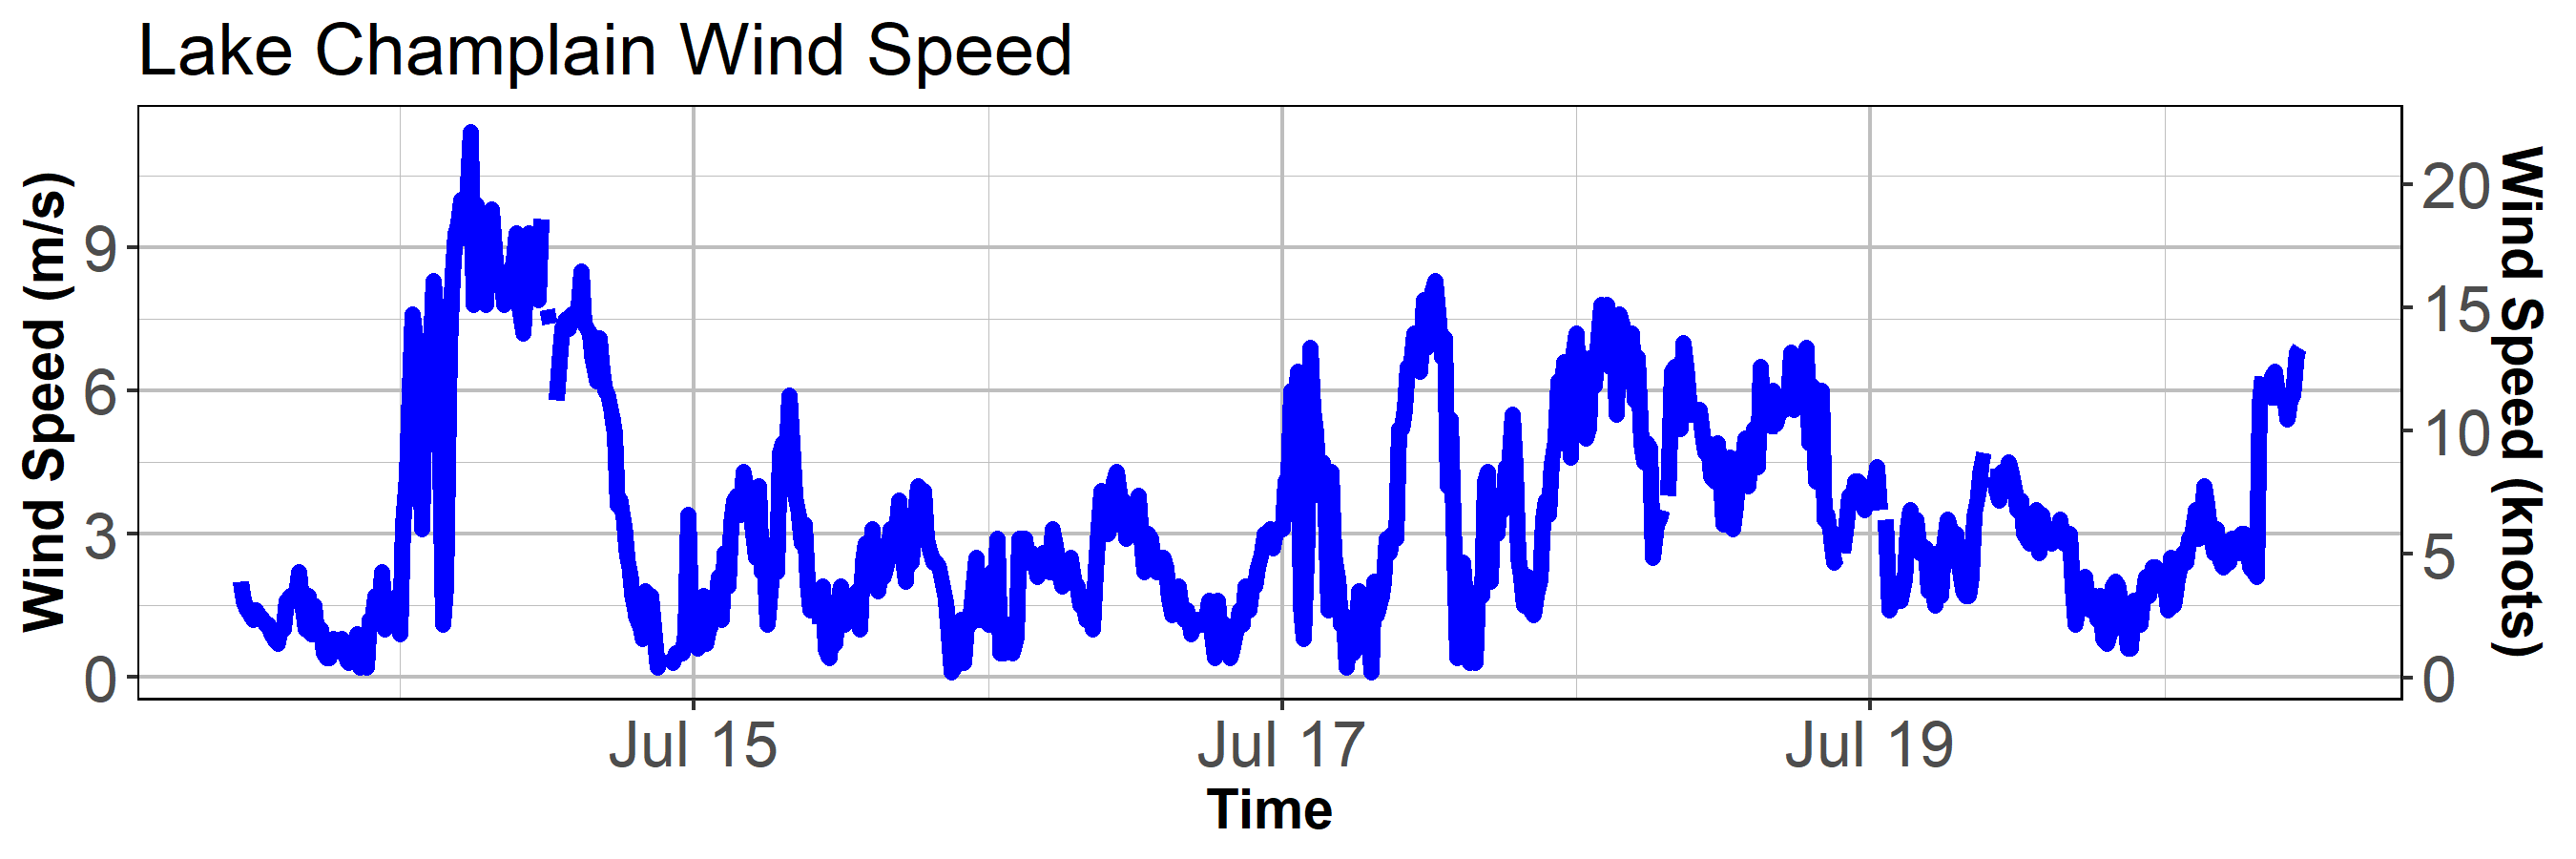 Lake Champlain Wind Speed
Wind Speed (m/s)
9
6
3
0
20
15
10
5
0
Wind Speed (knots)
Jul 15
Jul 17
Jul 19
Time